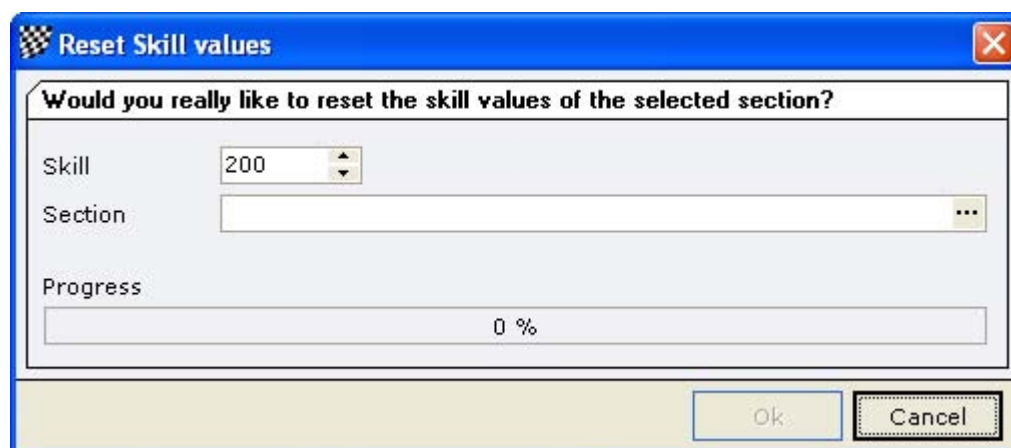 Reset Skill values
Would you really like to reset the skill values of the selected section?
Skill 200
Section ...
Progress
0 %
Ok Cancel